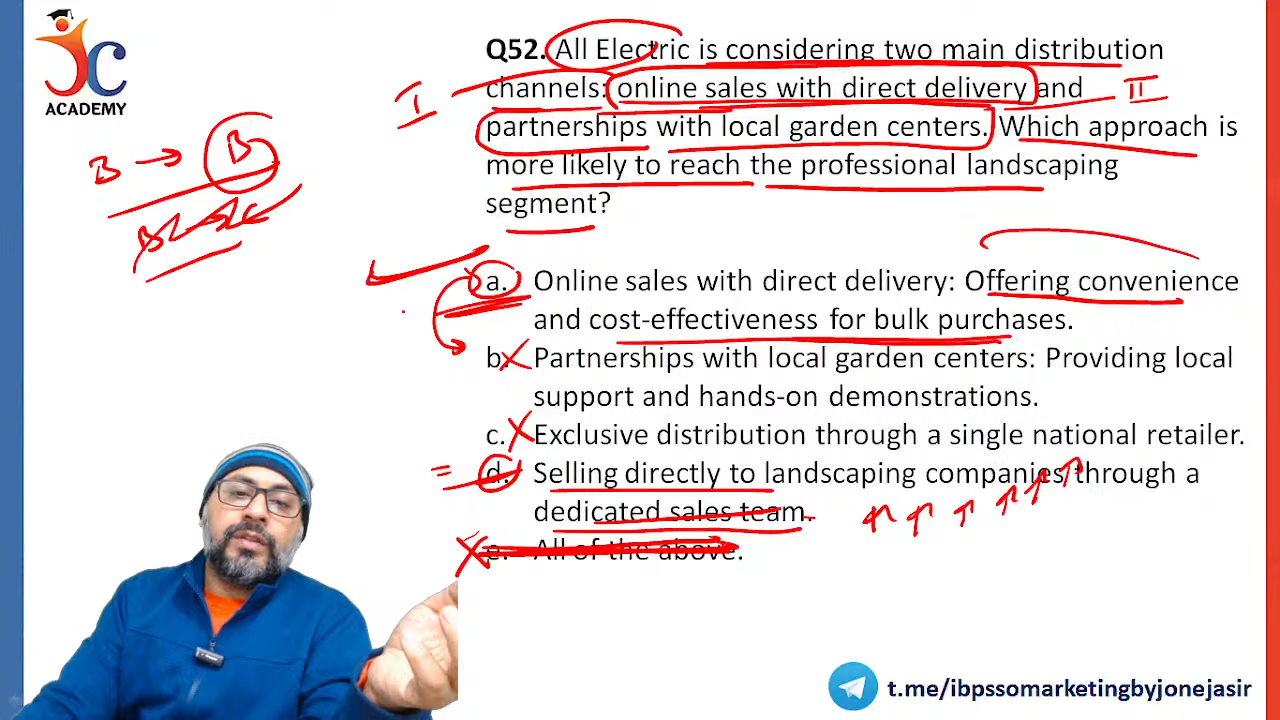 JC
ACADEMY
Q52. All Electric is considering two main distribution
channels: online sales with direct delivery and
partnerships with local garden centers. Which approach is
more likely to reach the professional landscaping
segment?
I
II
B → B
a. Online sales with direct delivery: Offering convenience
and cost-effectiveness for bulk purchases.
b. Partnerships with local garden centers: Providing local
support and hands-on demonstrations.
c. Exclusive distribution through a single national retailer.
d. Selling directly to landscaping companies through a
dedicated sales team.
e. All of the above.
t.me/ibpssomarketingbyjonejasir